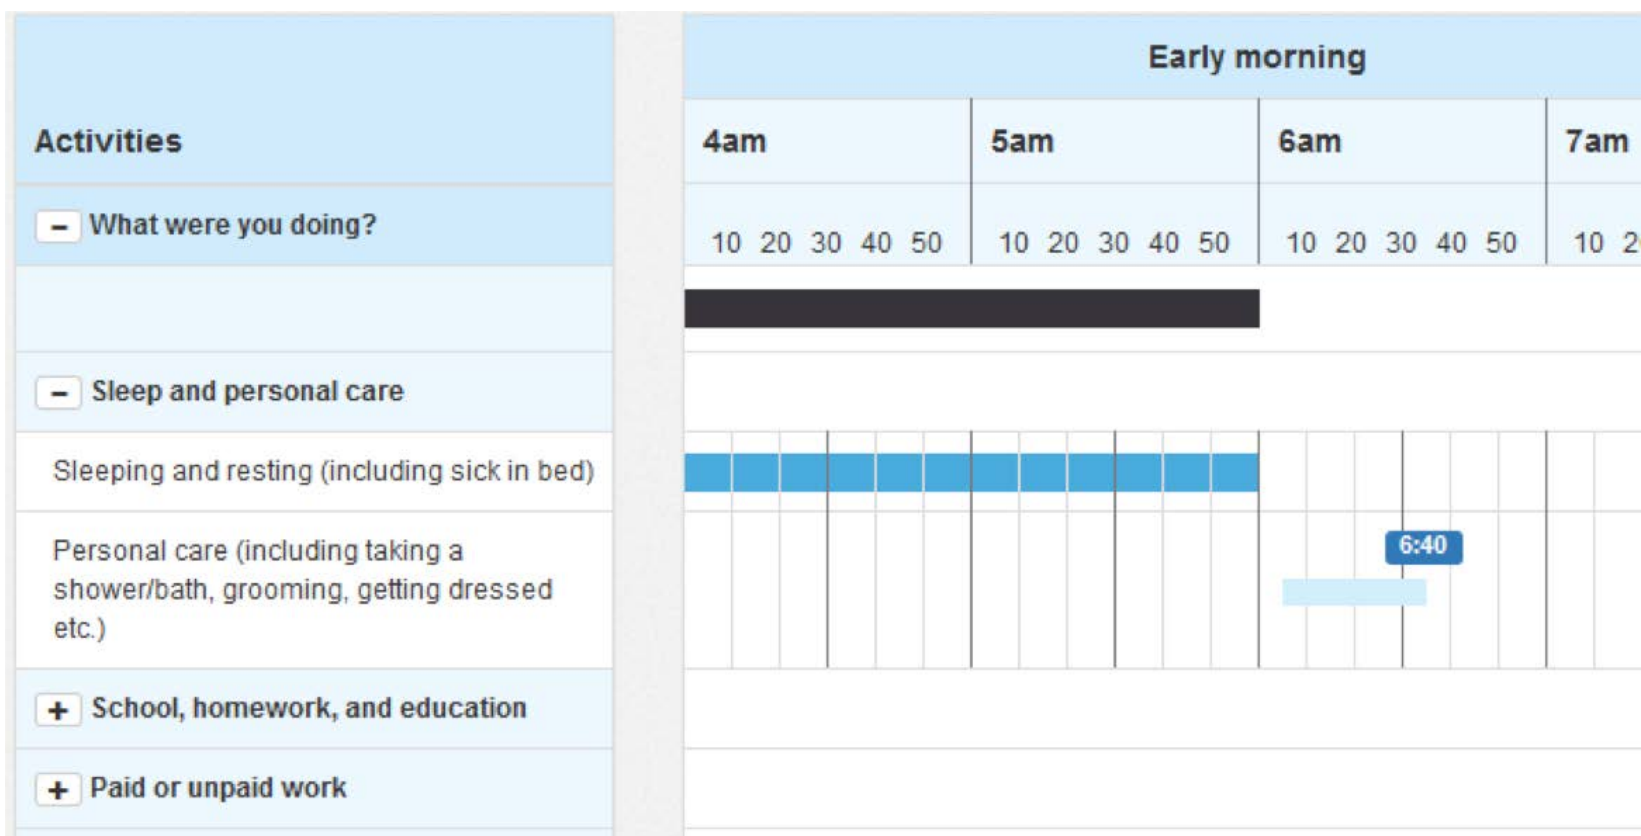 Early morning
Activities
4am 5am 6am 7am
− What were you doing?
10 20 30 40 50 10 20 30 40 50 10 20 30 40 50 10
− Sleep and personal care
Sleeping and resting (including sick in bed)
Personal care (including taking a
shower/bath, grooming, getting dressed
etc.)
6:40
+ School, homework, and education
+ Paid or unpaid work